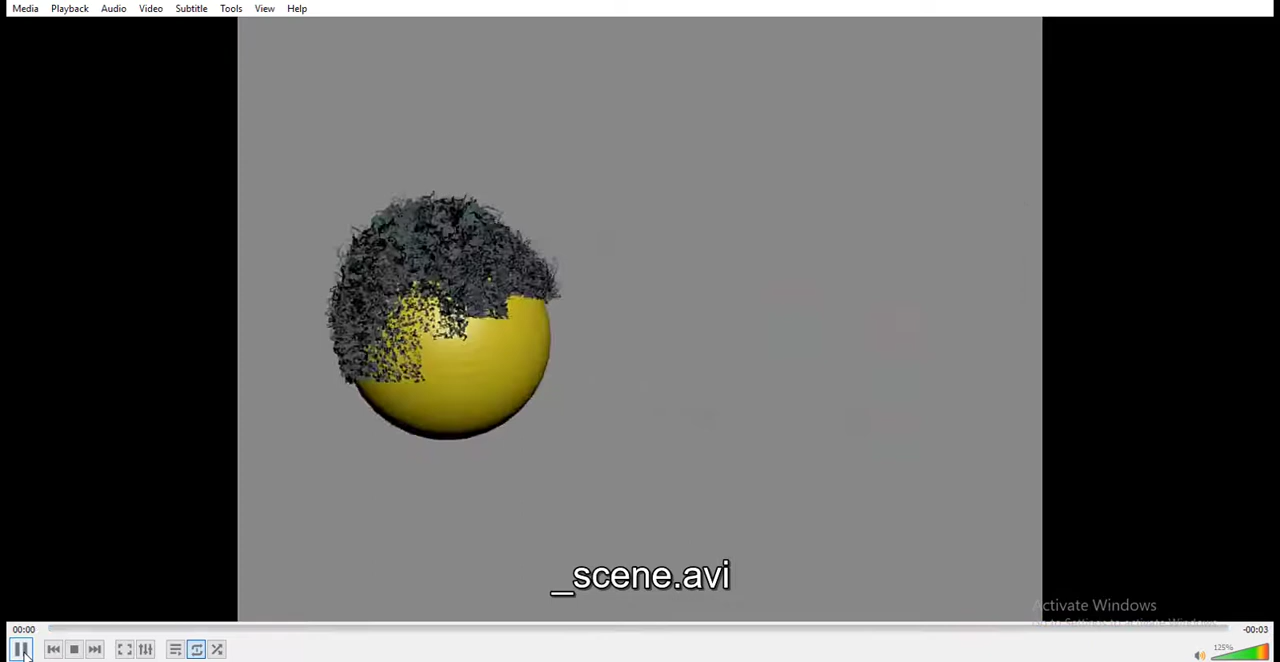 Media Playback Audio Video Subtitle Tools View Help
_scene.avi
Activate Windows
00:00 -00:03
125%